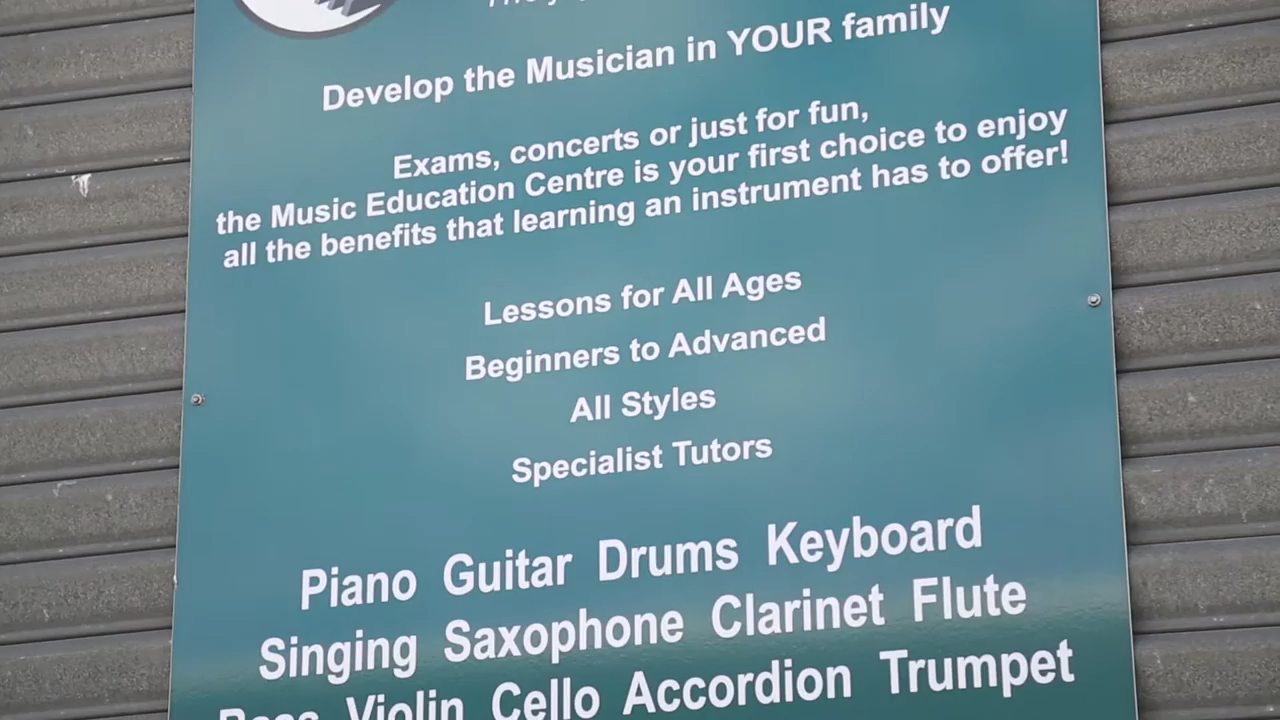 Develop the Musician in YOUR family
Exams, concerts or just for fun,
the Music Education Centre is your first choice to enjoy
all the benefits that learning an instrument has to offer!
Lessons for All Ages
Beginners to Advanced
All Styles
Specialist Tutors
Piano Guitar Drums Keyboard
Singing Saxophone Clarinet Flute
Violin Cello Accordion Trumpet